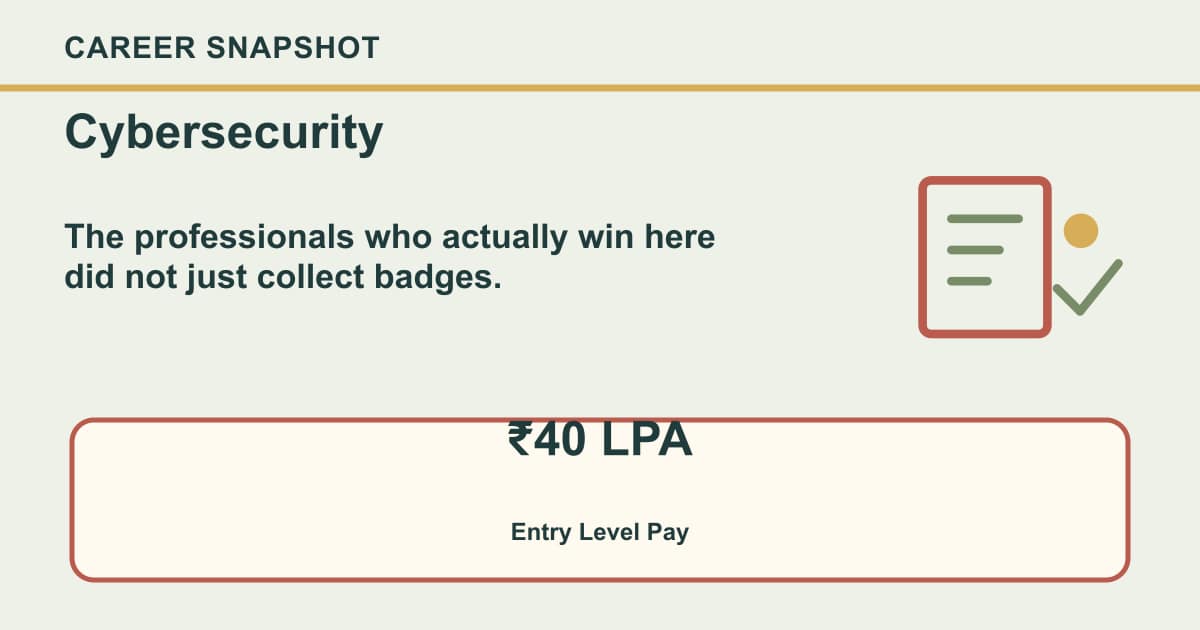 CAREER SNAPSHOT
Cybersecurity
The professionals who actually win here
did not just collect badges.
₹40 LPA
Entry Level Pay